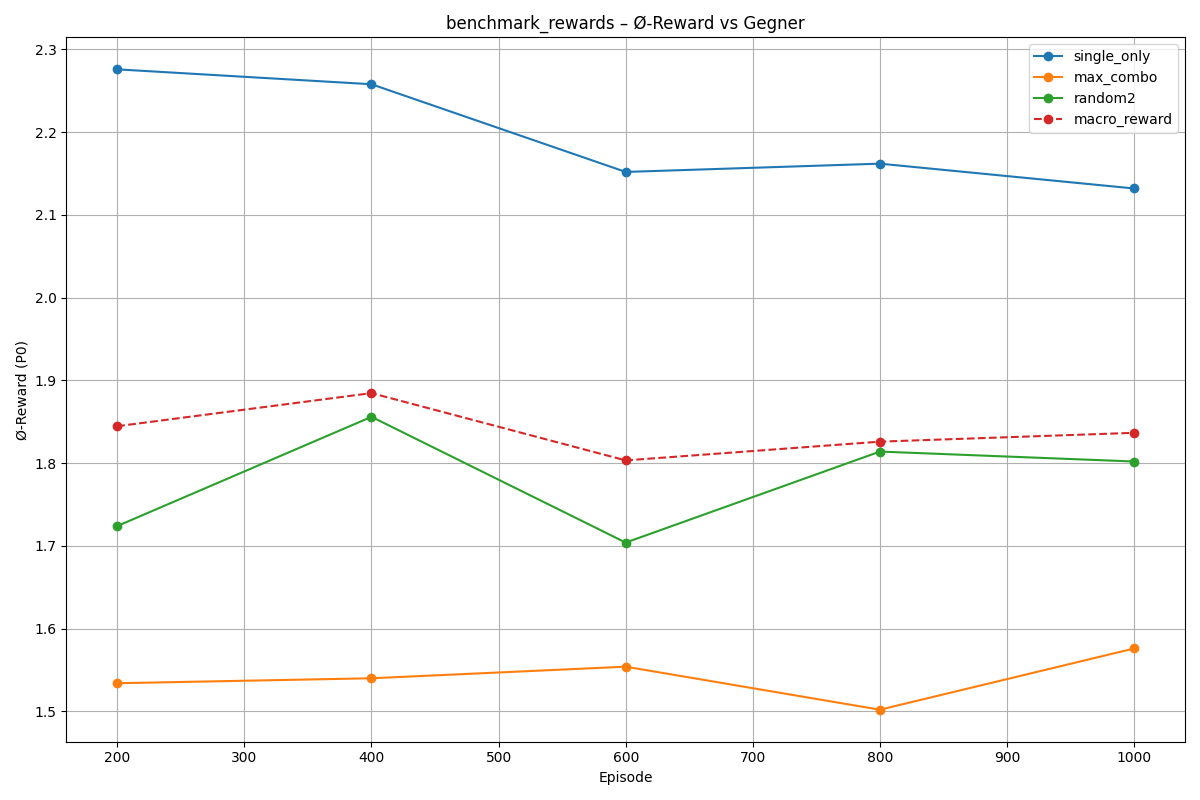 benchmark_rewards – Ø-Reward vs Gegner
single_only
max_combo
random2
macro_reward
Ø-Reward (P0)
2.3
2.2
2.1
2.0
1.9
1.8
1.7
1.6
1.5
200 300 400 500 600 700 800 900 1000
Episode